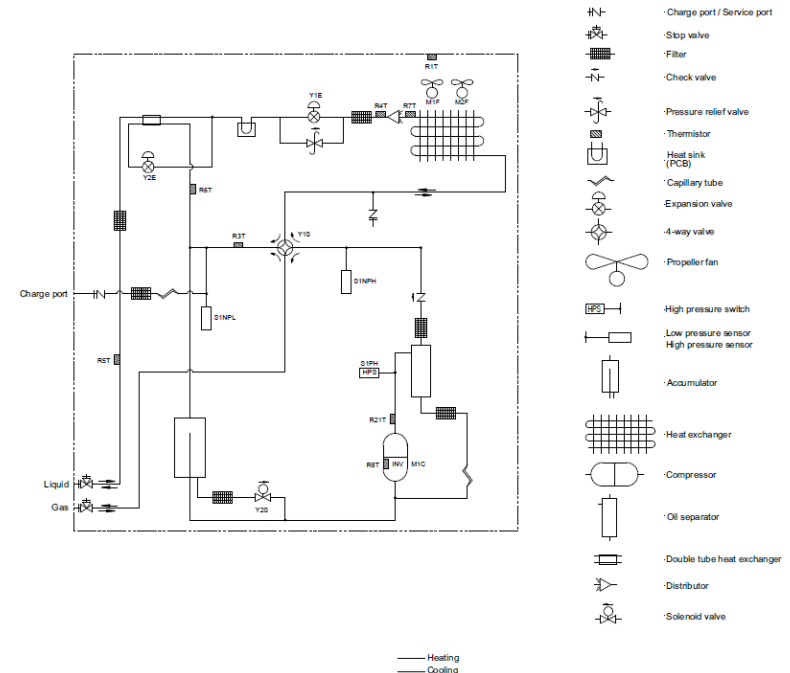 Charge port / Service port
Stop valve
Filter
Check valve
Pressure relief valve
Thermistor
Heat sink
(PCB)
Capillary tube
Expansion valve
4-way valve
Propeller fan
HPS
High pressure switch
Low pressure sensor
High pressure sensor
Accumulator
Heat exchanger
Compressor
Oil separator
Double tube heat exchanger
Distributor
Solenoid valve
R1T
Y1E
R4T
R7T
M1F
M2F
Y2E
R6T
R3T
Y1S
S1NPH
Charge port
S1NPL
R5T
S1PH
HPS
R21T
R8T
INV
M1C
Liquid
Gas
Y2S
Heating
Cooling